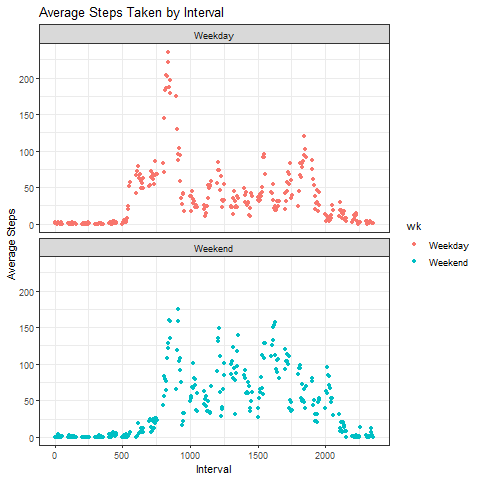 Average Steps Taken by Interval
Weekday
200
150
100
50
0
Weekend
200
150
100
50
0
Average Steps
0 500 1000 1500 2000
Interval
wk
Weekday
Weekend